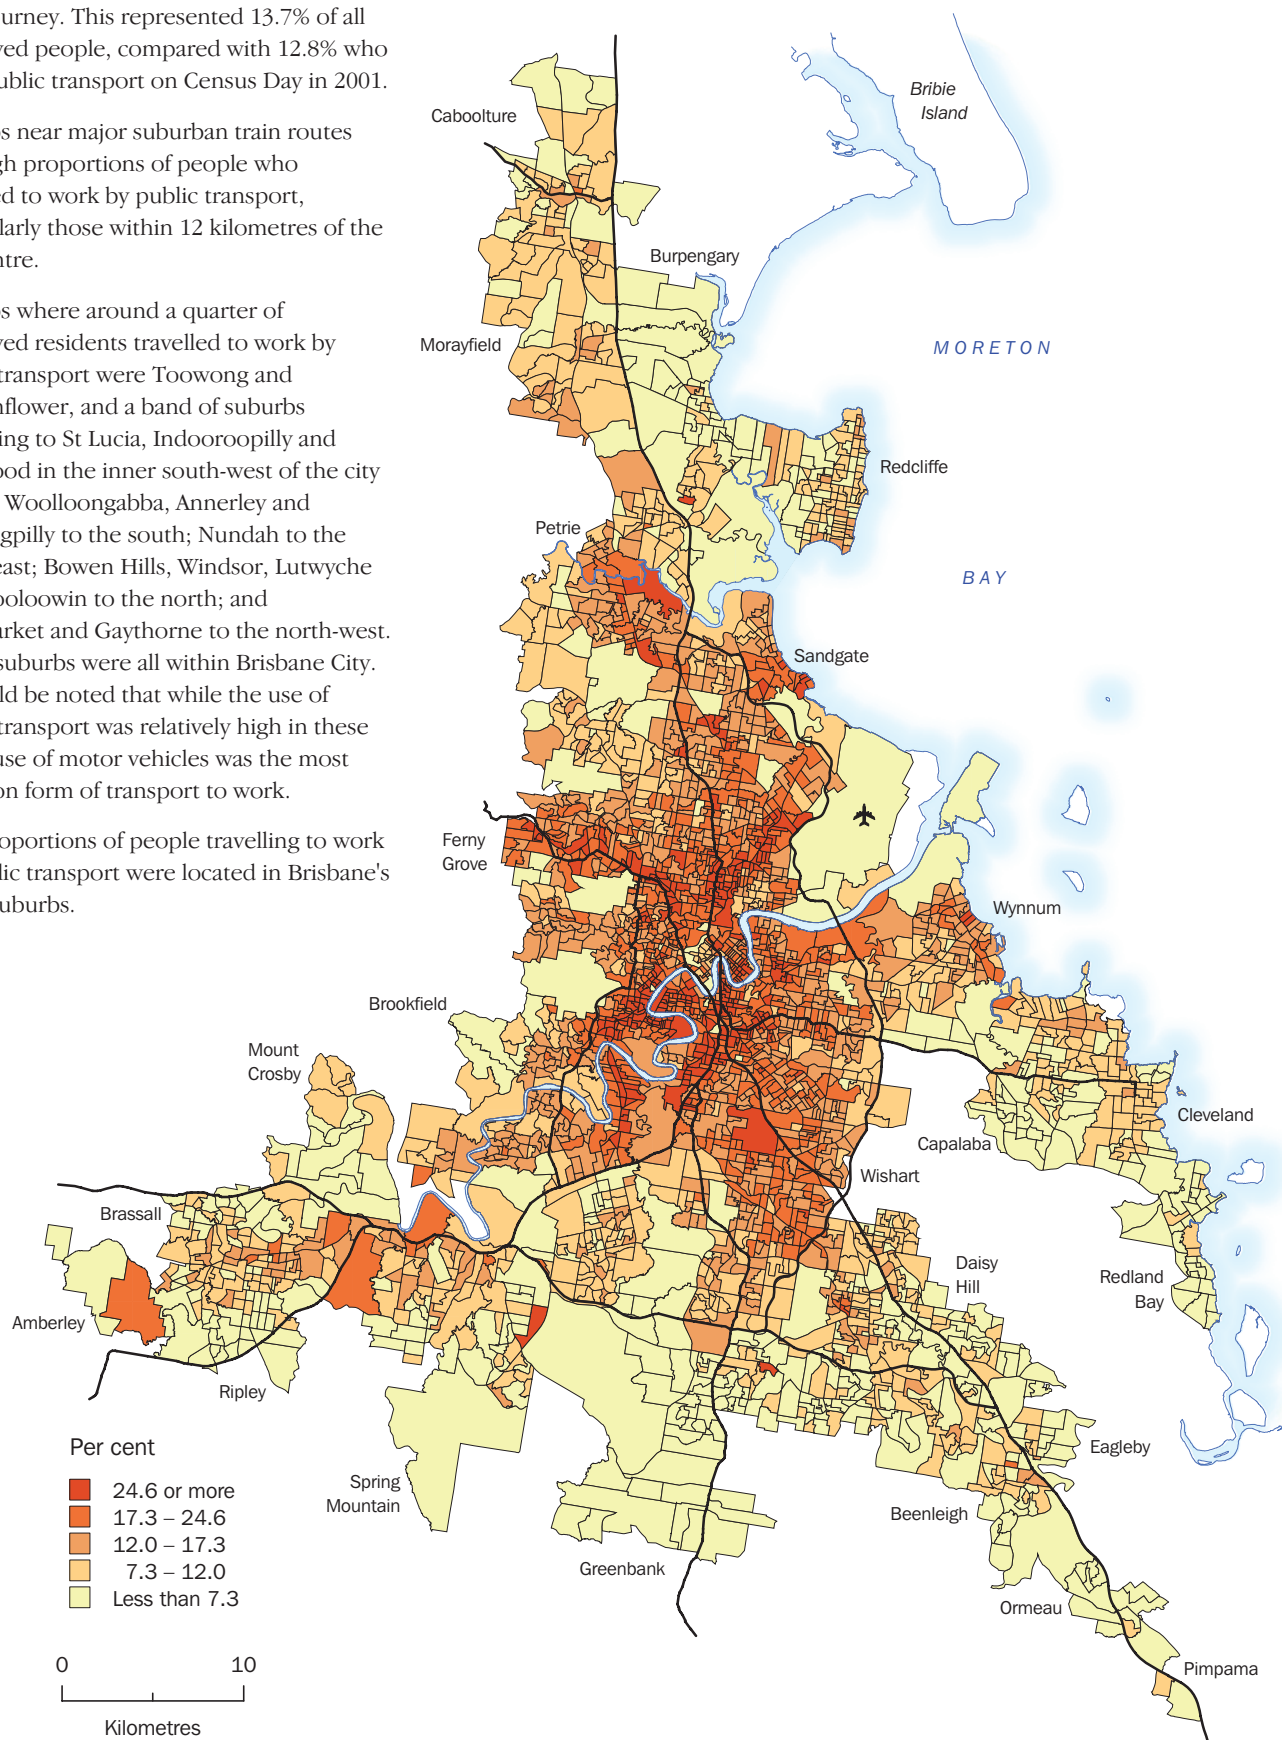 urney. This represented 13.7% of all
ved people, compared with 12.8% who
ublic transport on Census Day in 2001.
s near major suburban train routes
gh proportions of people who
ed to work by public transport,
larly those within 12 kilometres of the
ntre.
s where around a quarter of
ved residents travelled to work by
transport were Toowong and
nflower, and a band of suburbs
ing to St Lucia, Indooroopilly and
ood in the inner south-west of the city
Woolloongabba, Annerley and
gpilly to the south; Nundah to the
east; Bowen Hills, Windsor, Lutwyche
ooloowin to the north; and
arket and Gaythorne to the north-west.
suburbs were all within Brisbane City.
ld be noted that while the use of
transport was relatively high in these
use of motor vehicles was the most
on form of transport to work.
oportions of people travelling to work
lic transport were located in Brisbane's
uburbs.
Caboolture
Bribie
Island
Burpengary
Morayfield
MORETON
Redcliffe
Petrie
BAY
Sandgate
Ferny
Grove
Wynnum
Brookfield
Mount
Crosby
Cleveland
Capalaba
Wishart
Brassall
Daisy
Hill
Redland
Bay
Amberley
Ripley
Eagleby
Spring
Mountain
Beenleigh
Greenbank
Ormeau
Pimpama
Per cent
24.6 or more
17.3 – 24.6
12.0 – 17.3
7.3 – 12.0
Less than 7.3
0 10
Kilometres